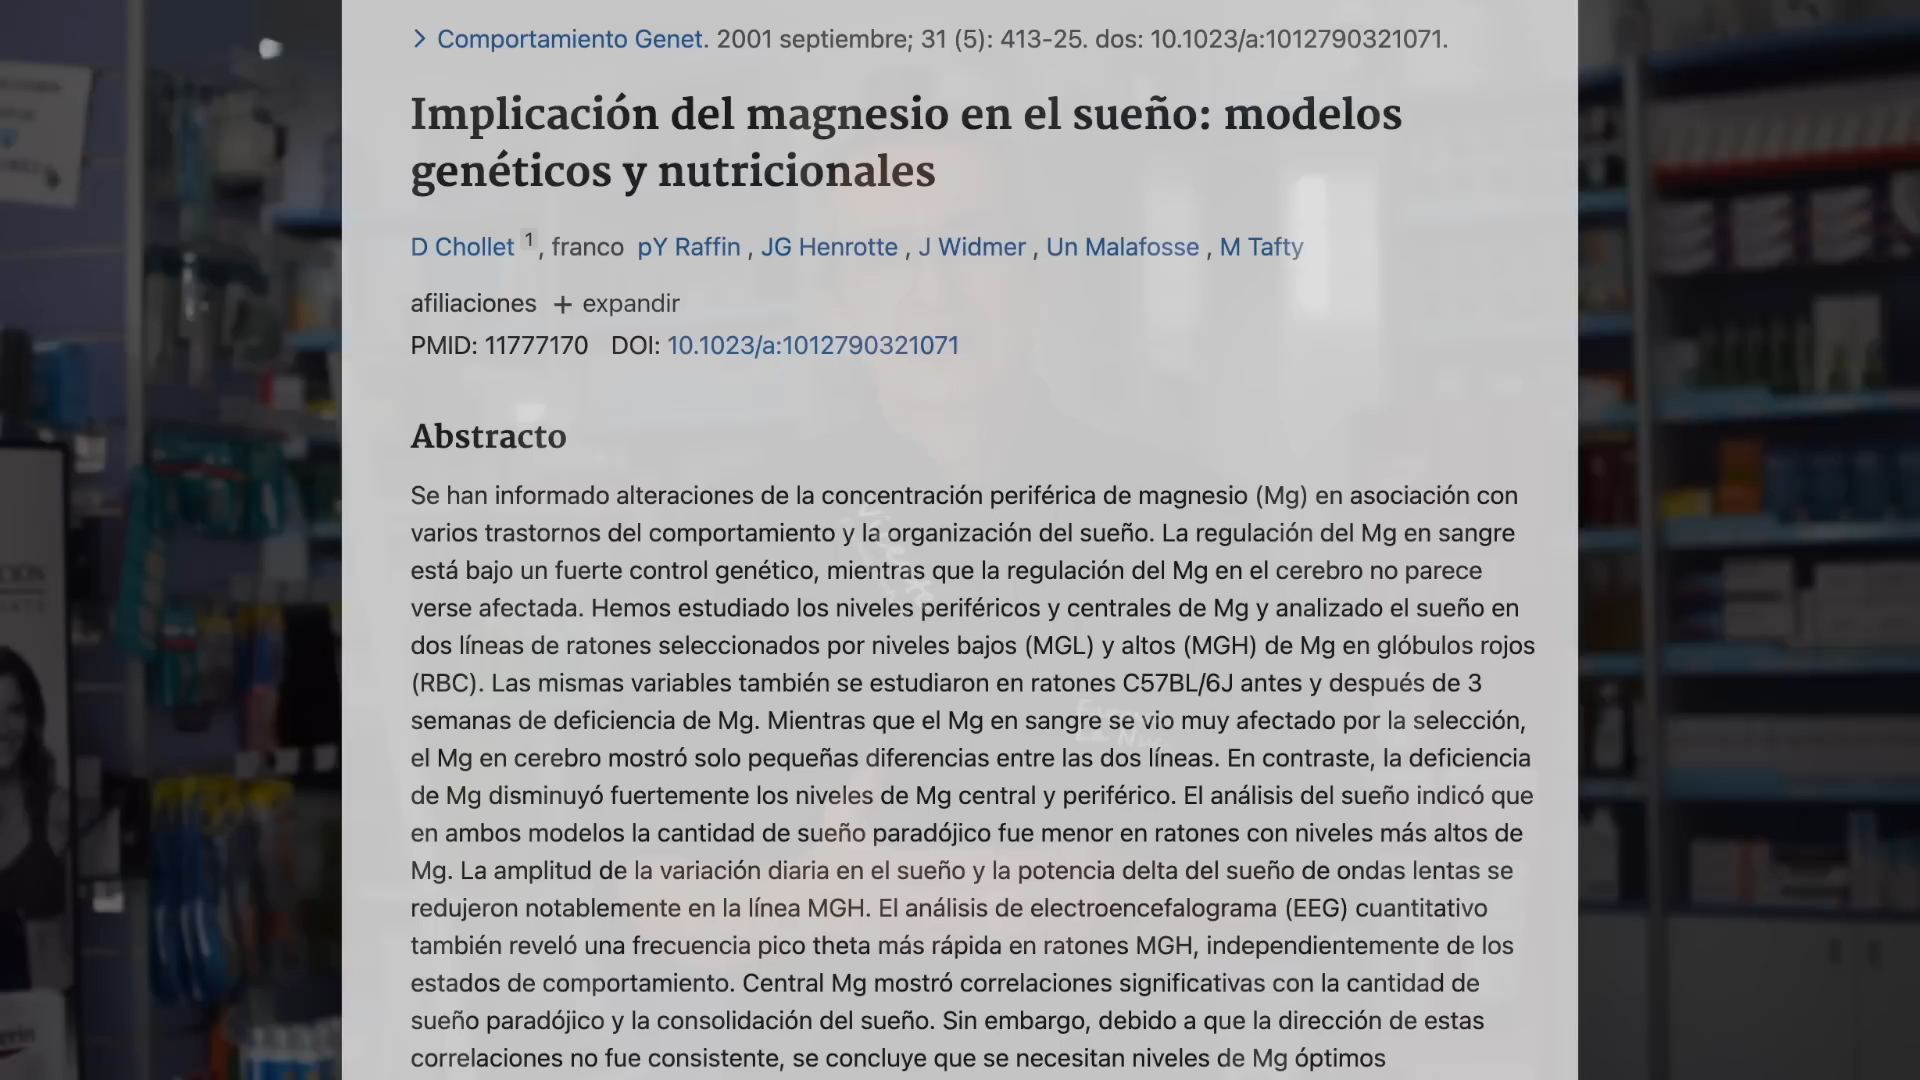 > Comportamiento Genet. 2001 septiembre; 31 (5): 413-25. dos: 10.1023/a:1012790321071.
Implicación del magnesio en el sueño: modelos
genéticos y nutricionales
D Chollet 1 , franco pY Raffin , JG Henrotte , J Widmer , Un Malafosse , M Tafty
afiliaciones + expandir
PMID: 11777170 DOI: 10.1023/a:1012790321071
Abstracto
Se han informado alteraciones de la concentración periférica de magnesio (Mg) en asociación con
varios trastornos del comportamiento y la organización del sueño. La regulación del Mg en sangre
está bajo un fuerte control genético, mientras que la regulación del Mg en el cerebro no parece
verse afectada. Hemos estudiado los niveles periféricos y centrales de Mg y analizado el sueño en
dos líneas de ratones seleccionados por niveles bajos (MGL) y altos (MGH) de Mg en glóbulos rojos
(RBC). Las mismas variables también se estudiaron en ratones C57BL/6J antes y después de 3
semanas de deficiencia de Mg. Mientras que el Mg en sangre se vio muy afectado por la selección,
el Mg en cerebro mostró solo pequeñas diferencias entre las dos líneas. En contraste, la deficiencia
de Mg disminuyó fuertemente los niveles de Mg central y periférico. El análisis del sueño indicó que
en ambos modelos la cantidad de sueño paradójico fue menor en ratones con niveles más altos de
Mg. La amplitud de la variación diaria en el sueño y la potencia delta del sueño de ondas lentas se
redujeron notablemente en la línea MGH. El análisis de electroencefalograma (EEG) cuantitativo
también reveló una frecuencia pico theta más rápida en ratones MGH, independientemente de los
estados de comportamiento. Central Mg mostró correlaciones significativas con la cantidad de
sueño paradójico y la consolidación del sueño. Sin embargo, debido a que la dirección de estas
correlaciones no fue consistente, se concluye que se necesitan niveles de Mg óptimos